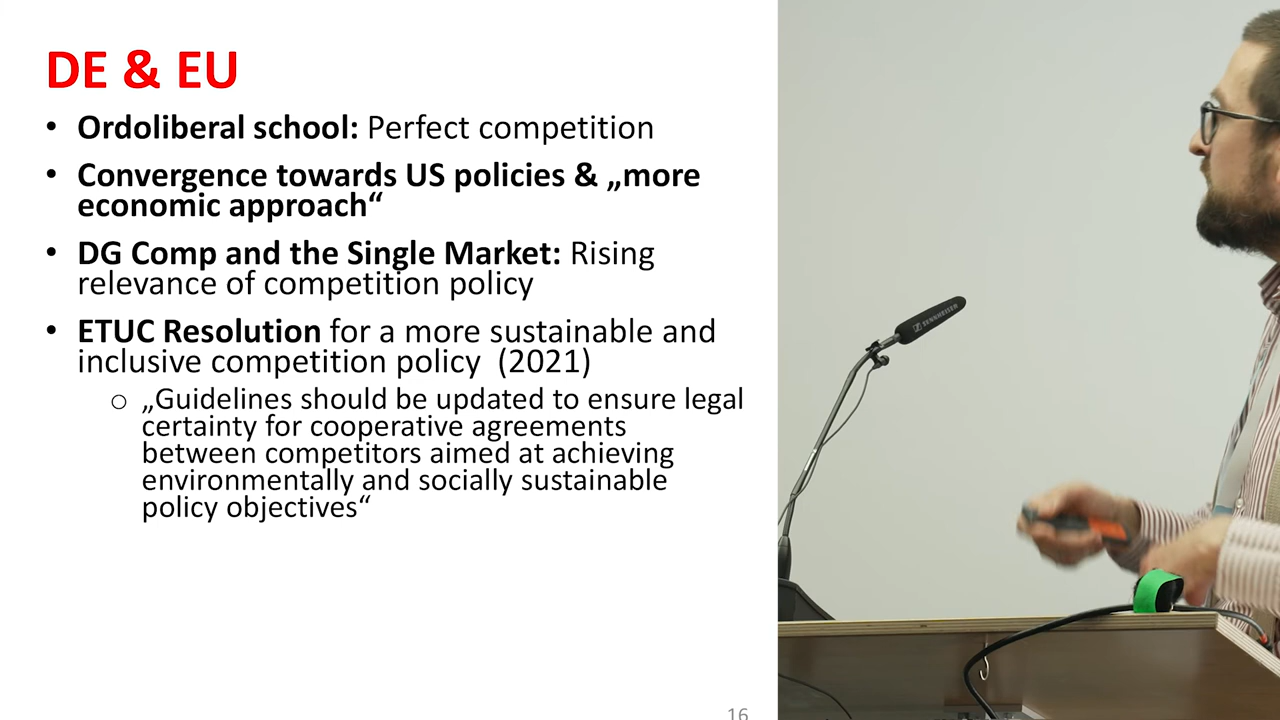 DE & EU
• Ordoliberal school: Perfect competition
• Convergence towards US policies & „more
economic approach“
• DG Comp and the Single Market: Rising
relevance of competition policy
• ETUC Resolution for a more sustainable and
inclusive competition policy (2021)
o „Guidelines should be updated to ensure legal
certainty for cooperative agreements
between competitors aimed at achieving
environmentally and socially sustainable
policy objectives“
16
SENNHEISER